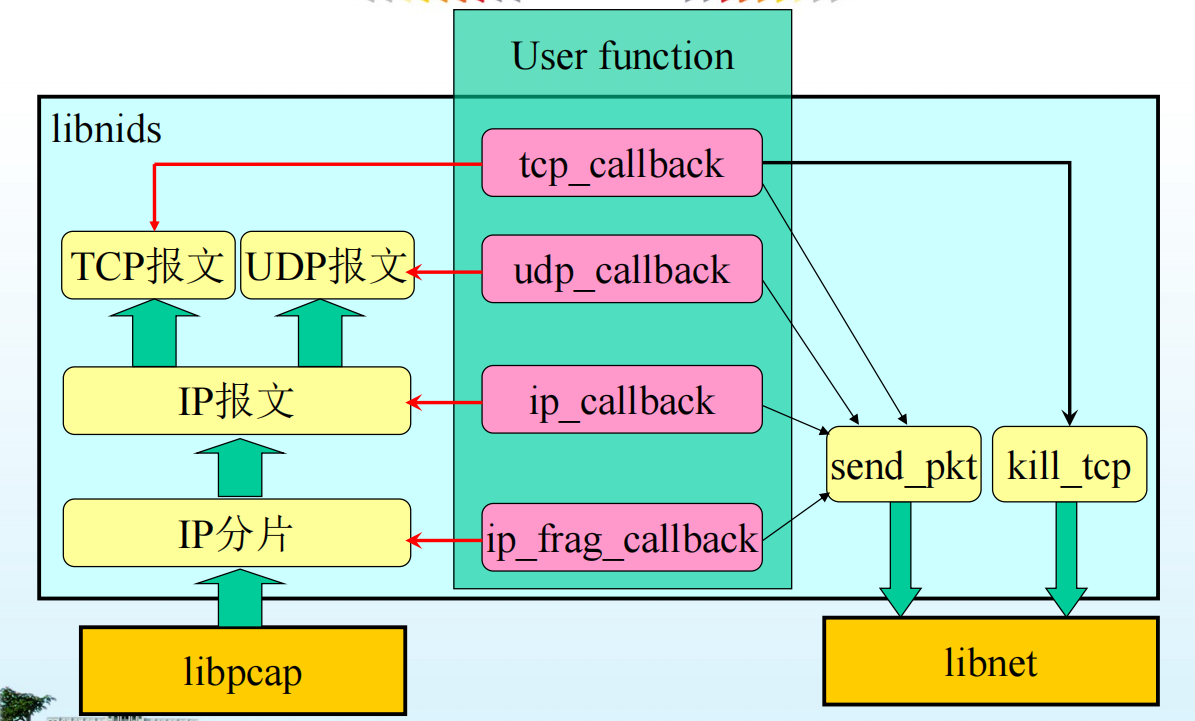 User function
libnids
tcp_callback
TCP报文
UDP报文
udp_callback
IP报文
ip_callback
send_pkt
kill_tcp
IP分片
ip_frag_callback
libpcap
libnet